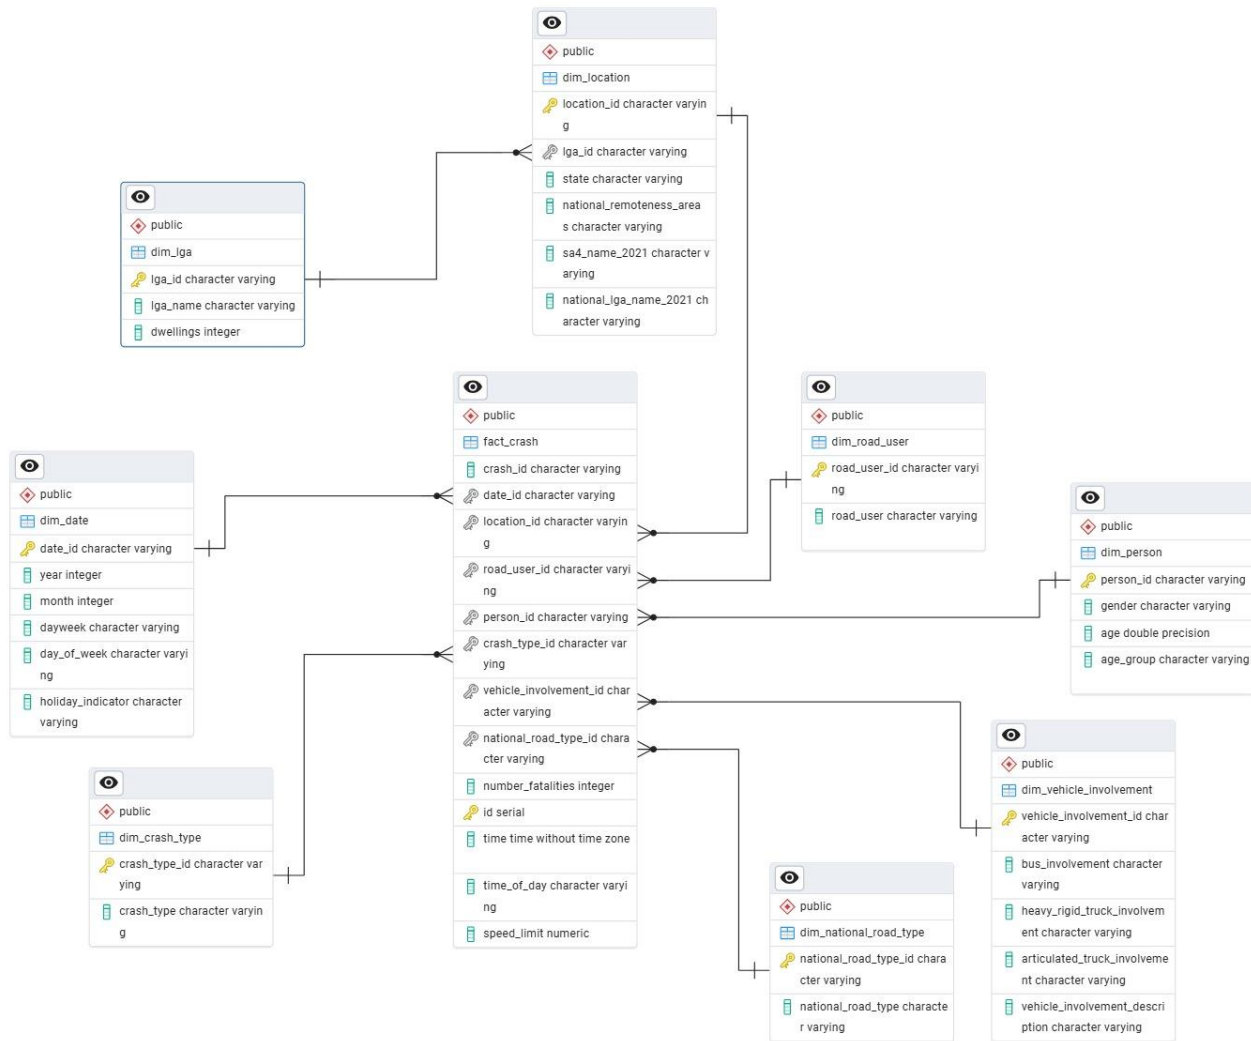 public
dim_location
location_id character varyin
g
lga_id character varying
state character varying
national_remoteness_area
s character varying
sa4_name_2021 character v
arying
national_lga_name_2021 ch
aracter varying
public
dim_lga
lga_id character varying
lga_name character varying
dwellings integer
public
fact_crash
crash_id character varying
date_id character varying
location_id character varyin
g
road_user_id character varyi
ng
person_id character varying
crash_type_id character var
ying
vehicle_involvement_id char
acter varying
national_road_type_id chara
cter varying
number_fatalities integer
id serial
time time without time zone
time_of_day character varyi
ng
speed_limit numeric
public
dim_road_user
road_user_id character varyi
ng
road_user character varying
public
dim_date
date_id character varying
year integer
month integer
dayweek character varying
day_of_week character varyi
ng
holiday_indicator character
varying
public
dim_person
person_id character varying
gender character varying
age double precision
age_group character varying
public
dim_crash_type
crash_type_id character var
ying
crash_type character varyin
g
public
dim_vehicle_involvement
vehicle_involvement_id char
acter varying
bus_involvement character
varying
heavy_rigid_truck_involvem
ent character varying
articulated_truck_involveme
nt character varying
vehicle_involvement_descri
ption character varying
public
dim_national_road_type
national_road_type_id chara
cter varying
national_road_type characte
r varying